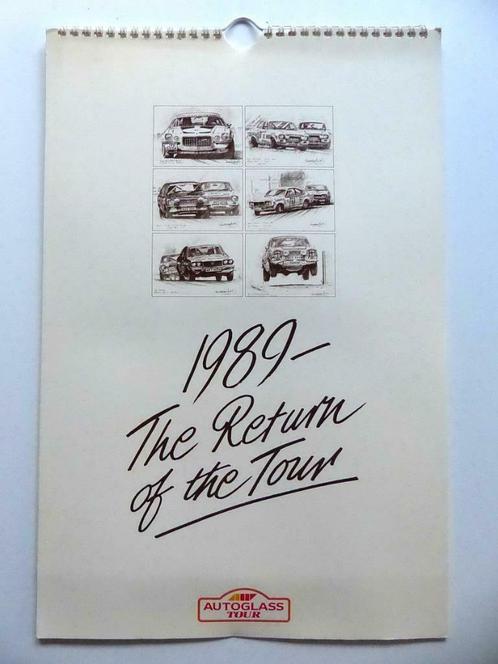 1989-
The Return
of the Tour
AUTOGLASS
TOUR